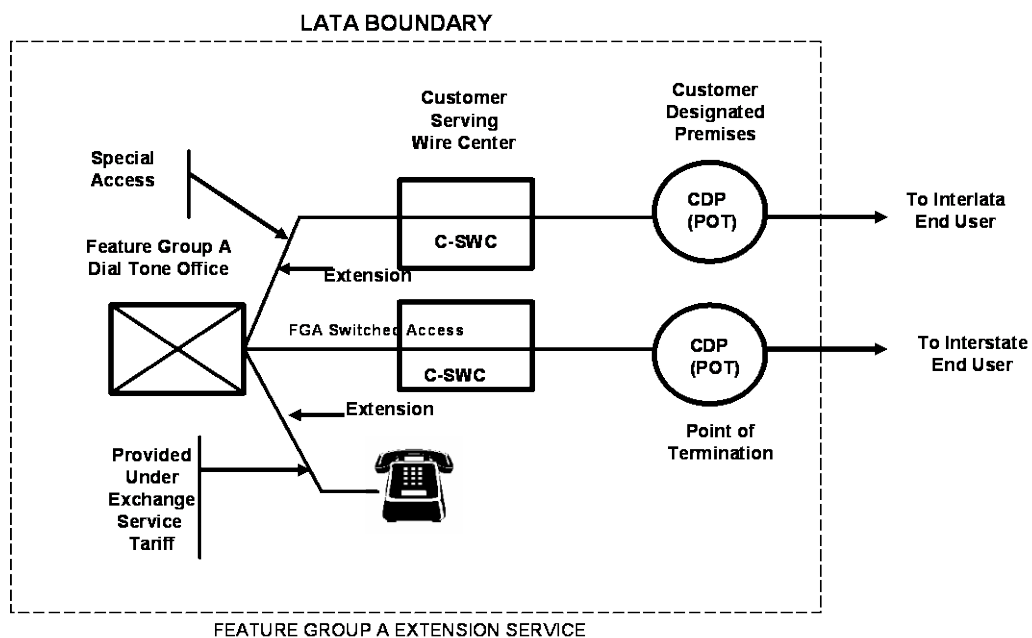 LATA BOUNDARY
Customer
Serving
Wire Center
Customer
Designated
Premises
Special
Access
CDP
(POT)
To Interlata
End User
C-SWC
Feature Group A
Dial Tone Office
Extension
FGA Switched Access
CDP
(POT)
To Interstate
End User
C-SWC
Extension
Point of
Termination
Provided
Under
Exchange
Service
Tariff
FEATURE GROUP A EXTENSION SERVICE